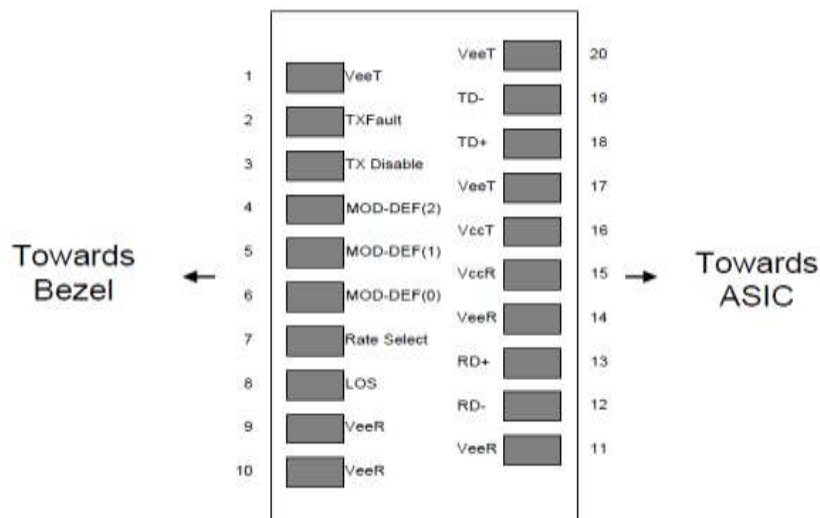 VeeT 20
1 VeeT
TD- 19
2 TXFault
TD+ 18
3 TX Disable
VeeT 17
4 MOD-DEF(2)
VccT 16
5 MOD-DEF(1)
Towards
Bezel
VccR 15
Towards
ASIC
6 MOD-DEF(0)
VeeR 14
7 Rate Select
RD+ 13
8 LOS
RD- 12
9 VeeR
VeeR 11
10 VeeR